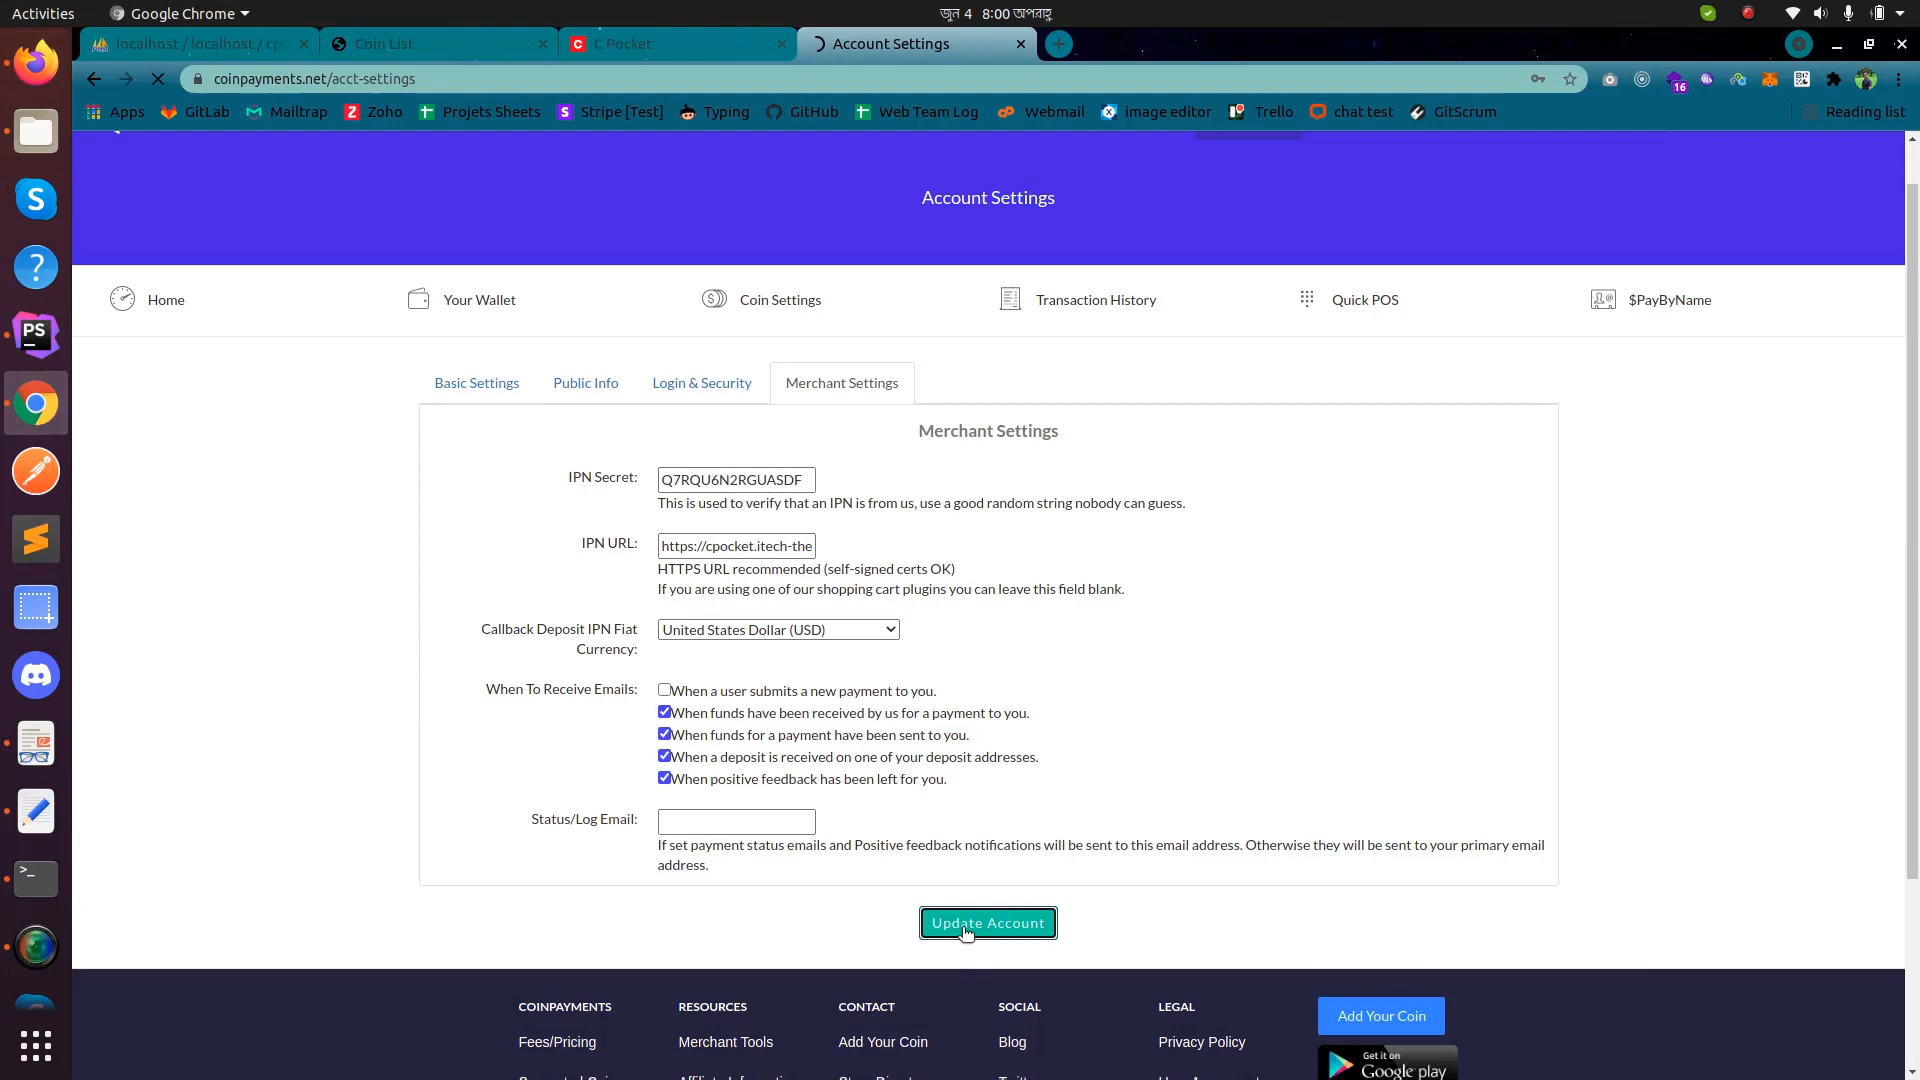 Activities
Google Chrome
জুন 4 8:00 অপরাহ্ণ
localhost / localhost / cp
Coin List
C Pocket
Account Settings
coinpayments.net/acct-settings
16
Apps
GitLab
Mailtrap
Zoho
Projets Sheets
Stripe [Test]
Typing
GitHub
Web Team Log
Webmail
image editor
Trello
chat test
GitScrum
Reading list
Account Settings
Home
Your Wallet
Coin Settings
Transaction History
Quick POS
$PayByName
Basic Settings
Public Info
Login & Security
Merchant Settings
Merchant Settings
IPN Secret:
Q7RQU6N2RGUASDF
This is used to verify that an IPN is from us, use a good random string nobody can guess.
IPN URL:
https://cpocket.itech-the
HTTPS URL recommended (self-signed certs OK)
If you are using one of our shopping cart plugins you can leave this field blank.
Callback Deposit IPN Fiat
Currency:
United States Dollar (USD)
When To Receive Emails:
When a user submits a new payment to you.
When funds have been received by us for a payment to you.
When funds for a payment have been sent to you.
When a deposit is received on one of your deposit addresses.
When positive feedback has been left for you.
Status/Log Email:
If set payment status emails and Positive feedback notifications will be sent to this email address. Otherwise they will be sent to your primary email
address.
Update Account
COINPAYMENTS
RESOURCES
CONTACT
SOCIAL
LEGAL
Add Your Coin
Fees/Pricing
Merchant Tools
Add Your Coin
Blog
Privacy Policy
Get it on
Google play